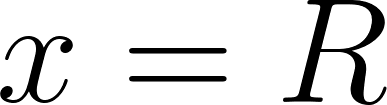 x = R